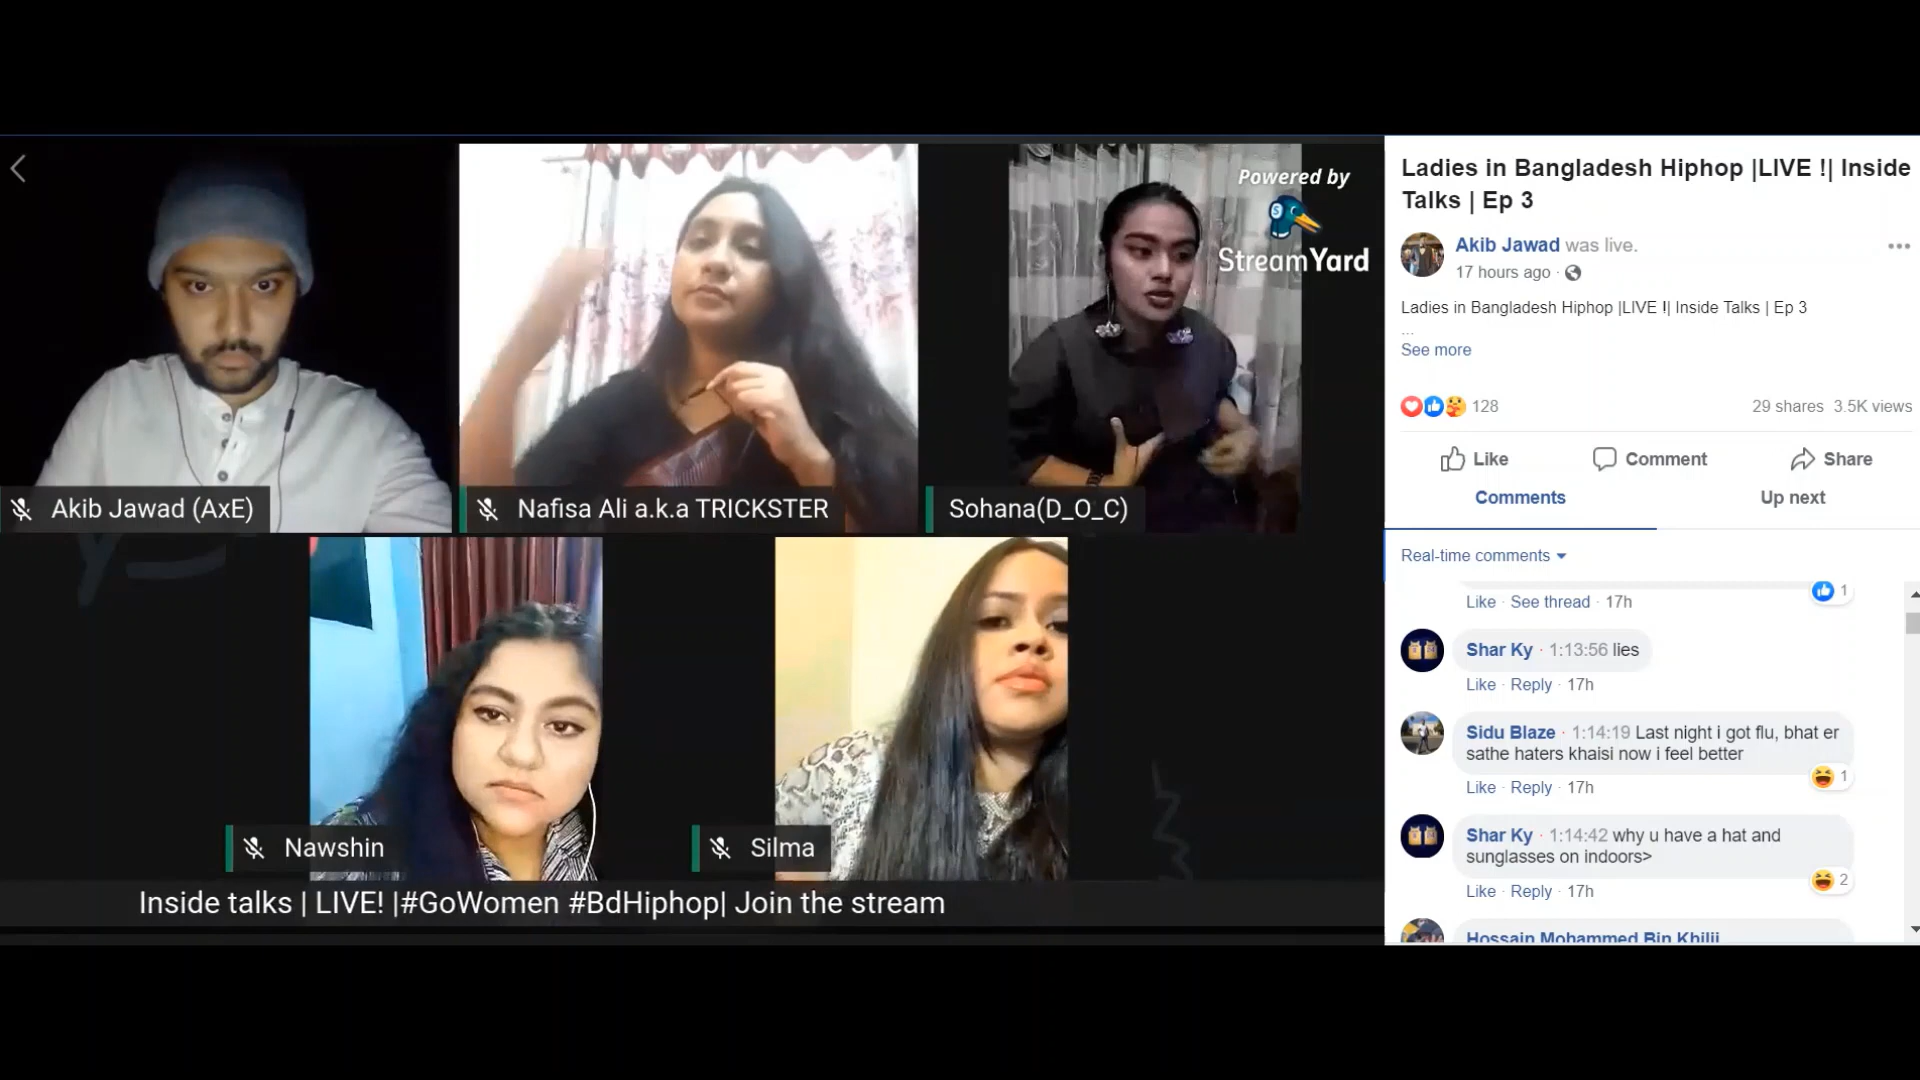 Powered by
StreamYard
Akib Jawad (AxE)
Nafisa Ali a.k.a TRICKSTER
Sohana(D_O_C)
Nawshin
Silma
Inside talks | LIVE! |#GoWomen #BdHiphop| Join the stream
Ladies in Bangladesh Hiphop |LIVE !| Inside
Talks | Ep 3
Akib Jawad was live.
17 hours ago ·
Ladies in Bangladesh Hiphop |LIVE !| Inside Talks | Ep 3
...
See more
128
29 shares 3.5K views
Like
Comment
Share
Comments
Up next
Real-time comments
1
Like · See thread · 17h
Shar Ky · 1:13:56 lies
Like · Reply · 17h
Sidu Blaze · 1:14:19 Last night i got flu, bhat er
sathe haters khaisi now i feel better
1
Like · Reply · 17h
Shar Ky · 1:14:42 why u have a hat and
sunglasses on indoors>
2
Like · Reply · 17h
Hossain Mohammed Bin Khilji